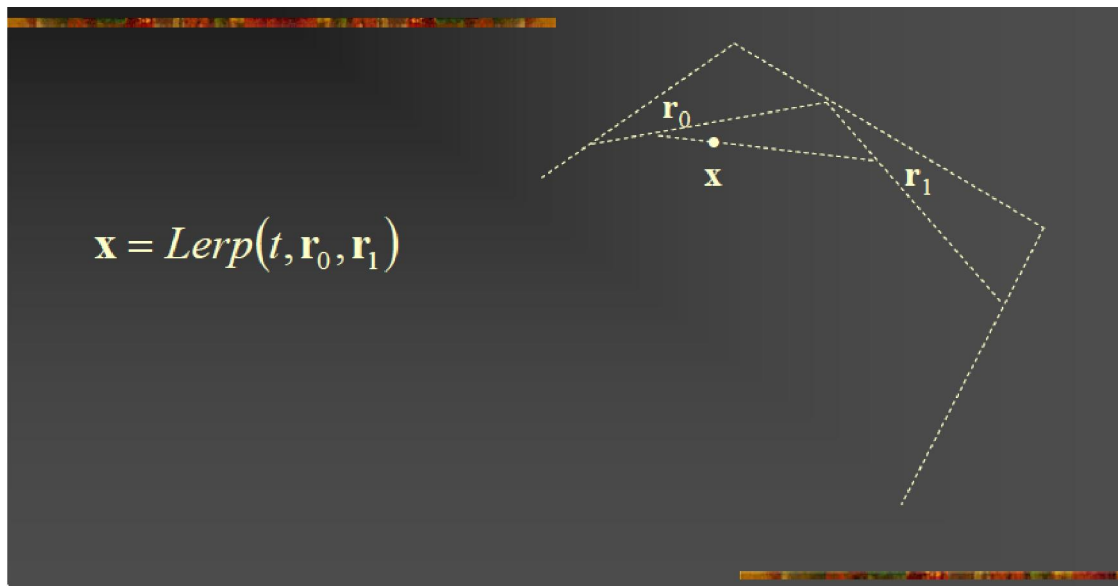 r₀
x
r₁
x = Lerp(t, r₀, r₁)